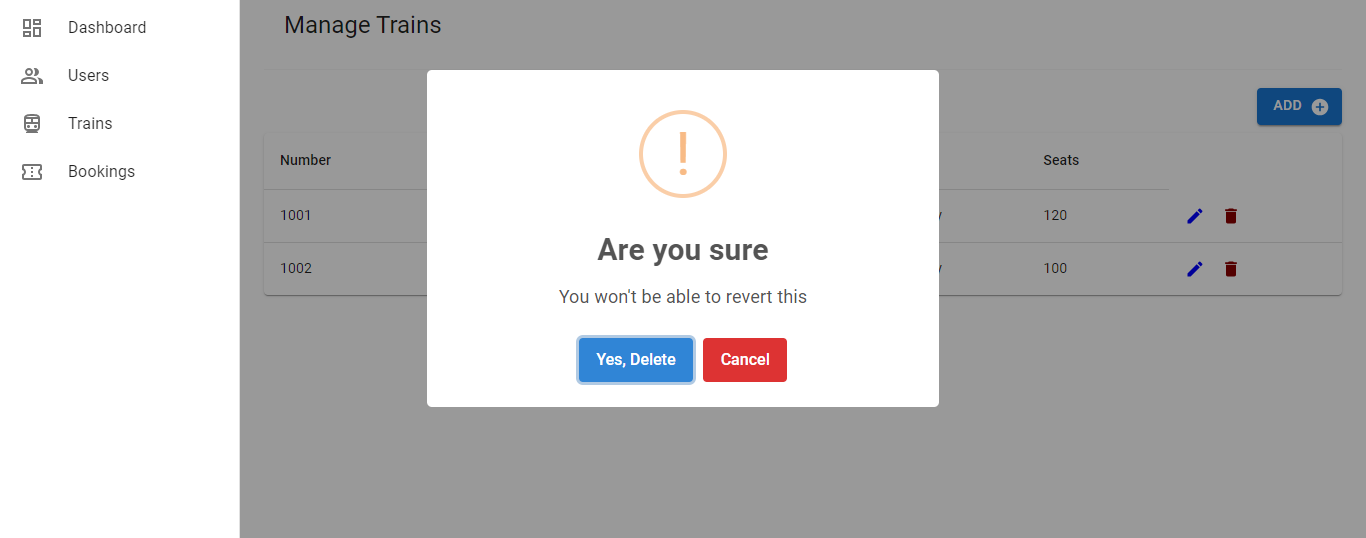 Dashboard
Users
Trains
Bookings
Manage Trains
ADD
Number
Seats
1001
120
1002
100
!
Are you sure
You won't be able to revert this
Yes, Delete
Cancel